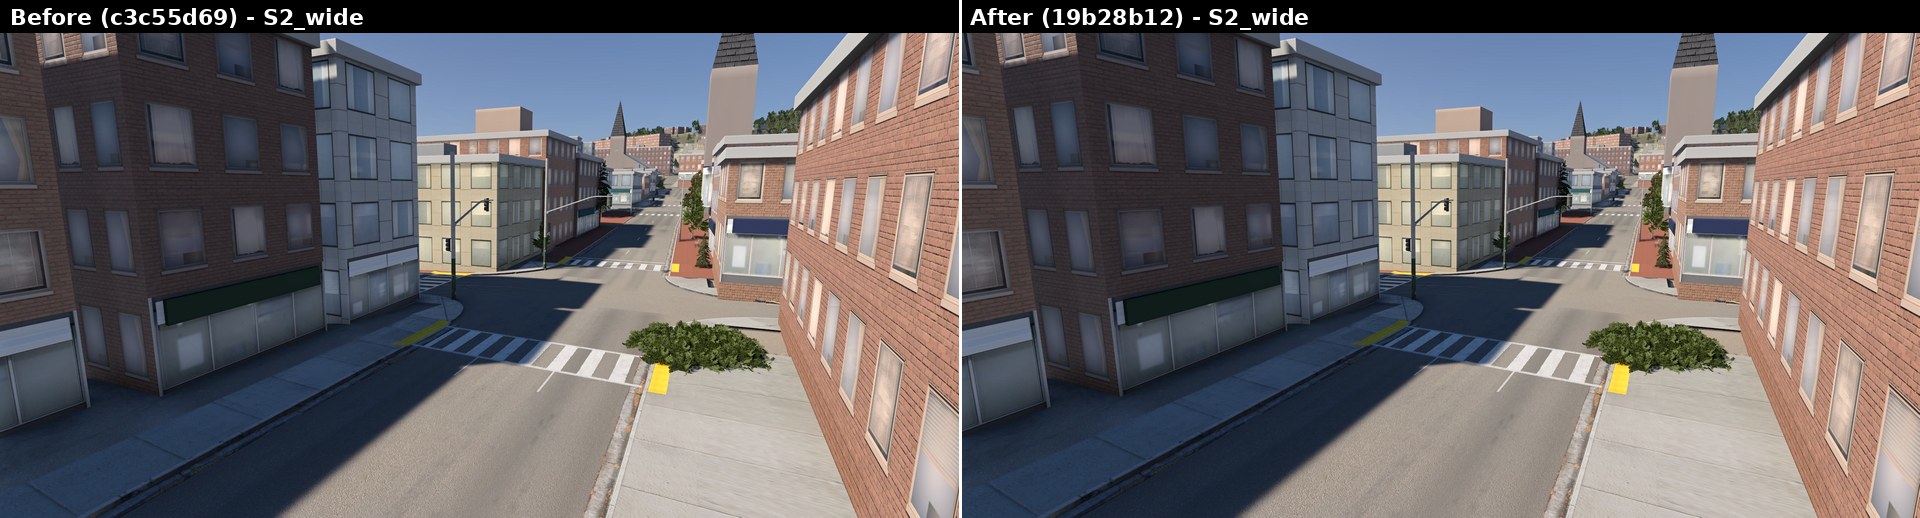 Before (c3c55d69) - S2_wide
After (19b28b12) - S2_wide